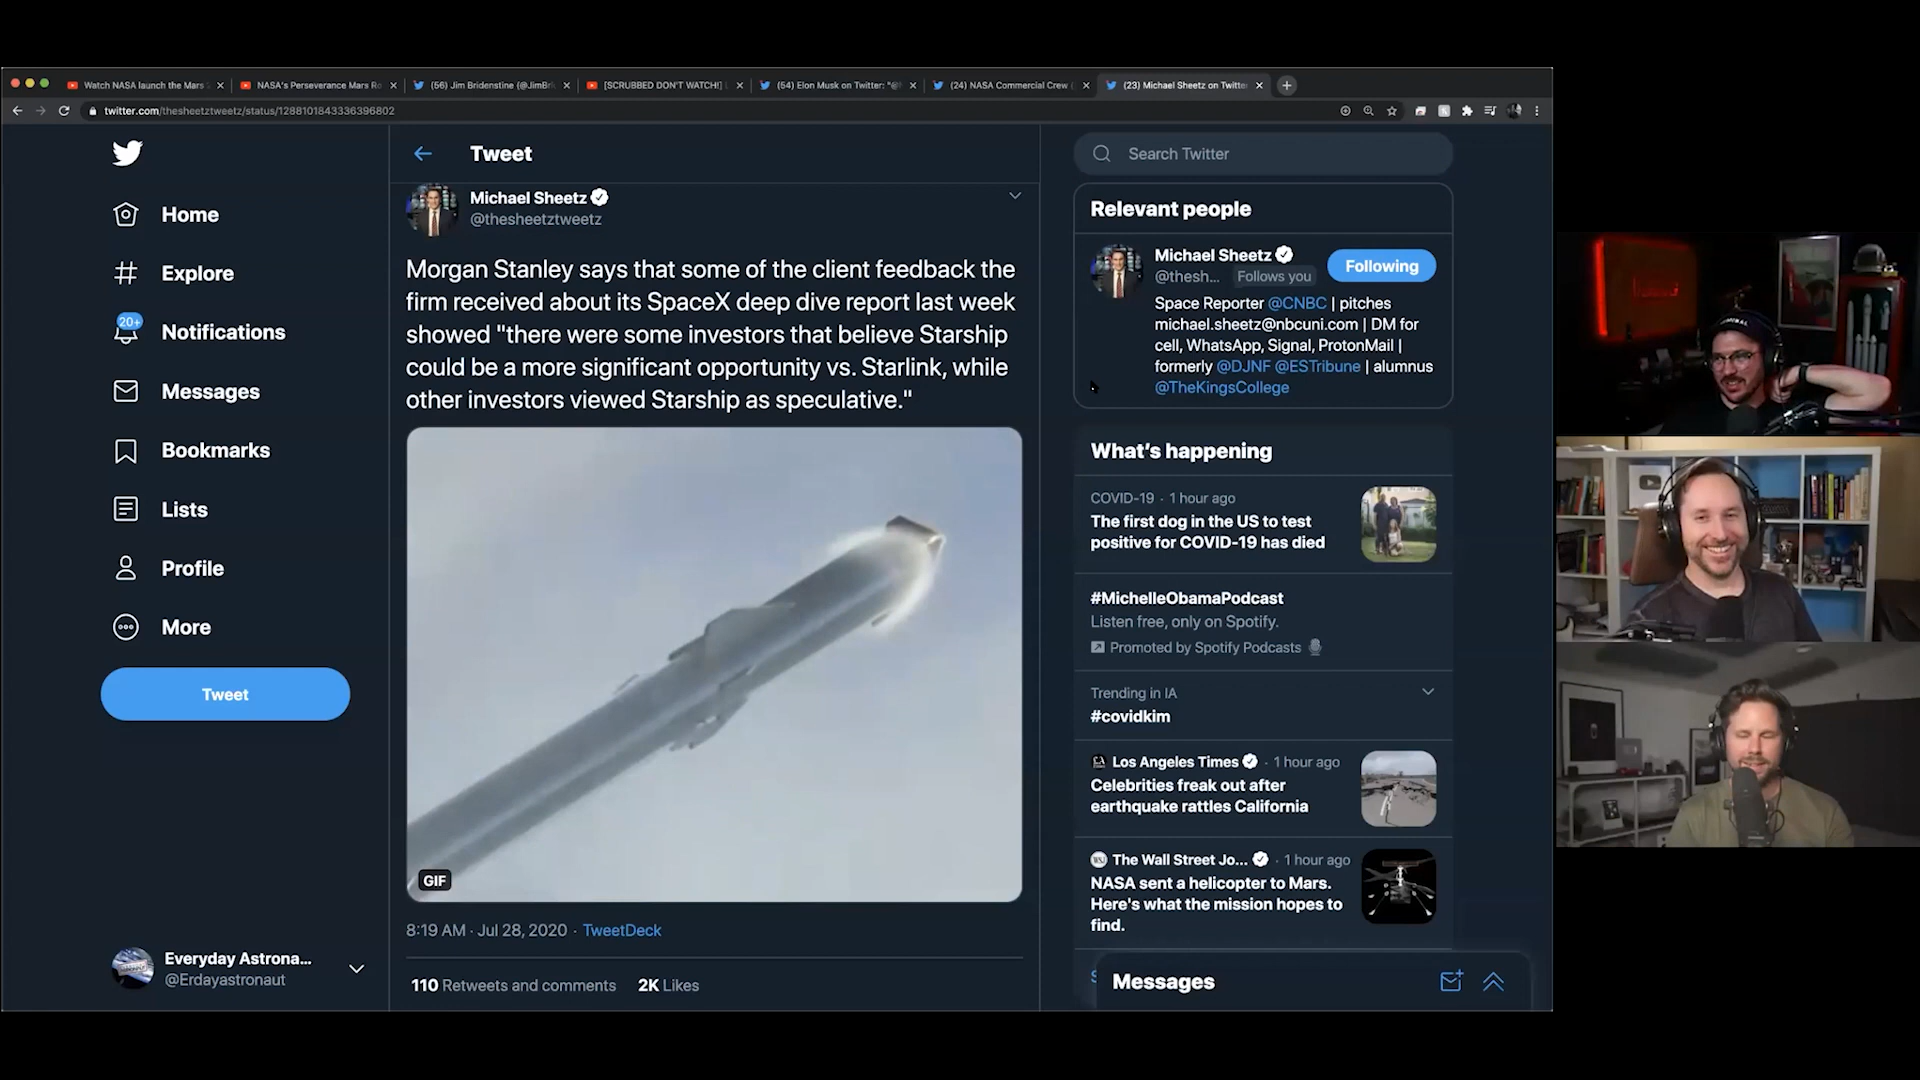 Watch NASA launch the Mars
NASA's Perseverance Mars Ro
(56) Jim Bridenstine (@JimBri
[SCRUBBED DON'T WATCH!]
(54) Elon Musk on Twitter: "@
(24) NASA Commercial Crew
(23) Michael Sheetz on Twitte
twitter.com/thesheetztweetz/status/1288101843336396802
Home
Explore
20+
Notifications
Messages
Bookmarks
Lists
Profile
More
Tweet
Everyday Astrona...
@Erdayastronaut
Tweet
Michael Sheetz
@thesheetztweetz
Morgan Stanley says that some of the client feedback the
firm received about its SpaceX deep dive report last week
showed "there were some investors that believe Starship
could be a more significant opportunity vs. Starlink, while
other investors viewed Starship as speculative."
GIF
8:19 AM · Jul 28, 2020 · TweetDeck
110 Retweets and comments 2K Likes
Search Twitter
Relevant people
Michael Sheetz
@thesh... Follows you
Following
Space Reporter @CNBC | pitches
michael.sheetz@nbcuni.com | DM for
cell, WhatsApp, Signal, ProtonMail |
formerly @DJNF @ESTribune | alumnus
@TheKingsCollege
What's happening
COVID-19 · 1 hour ago
The first dog in the US to test
positive for COVID-19 has died
#MichelleObamaPodcast
Listen free, only on Spotify.
Promoted by Spotify Podcasts
Trending in IA
#covidkim
Los Angeles Times · 1 hour ago
Celebrities freak out after
earthquake rattles California
The Wall Street Jo... · 1 hour ago
NASA sent a helicopter to Mars.
Here's what the mission hopes to
find.
Messages